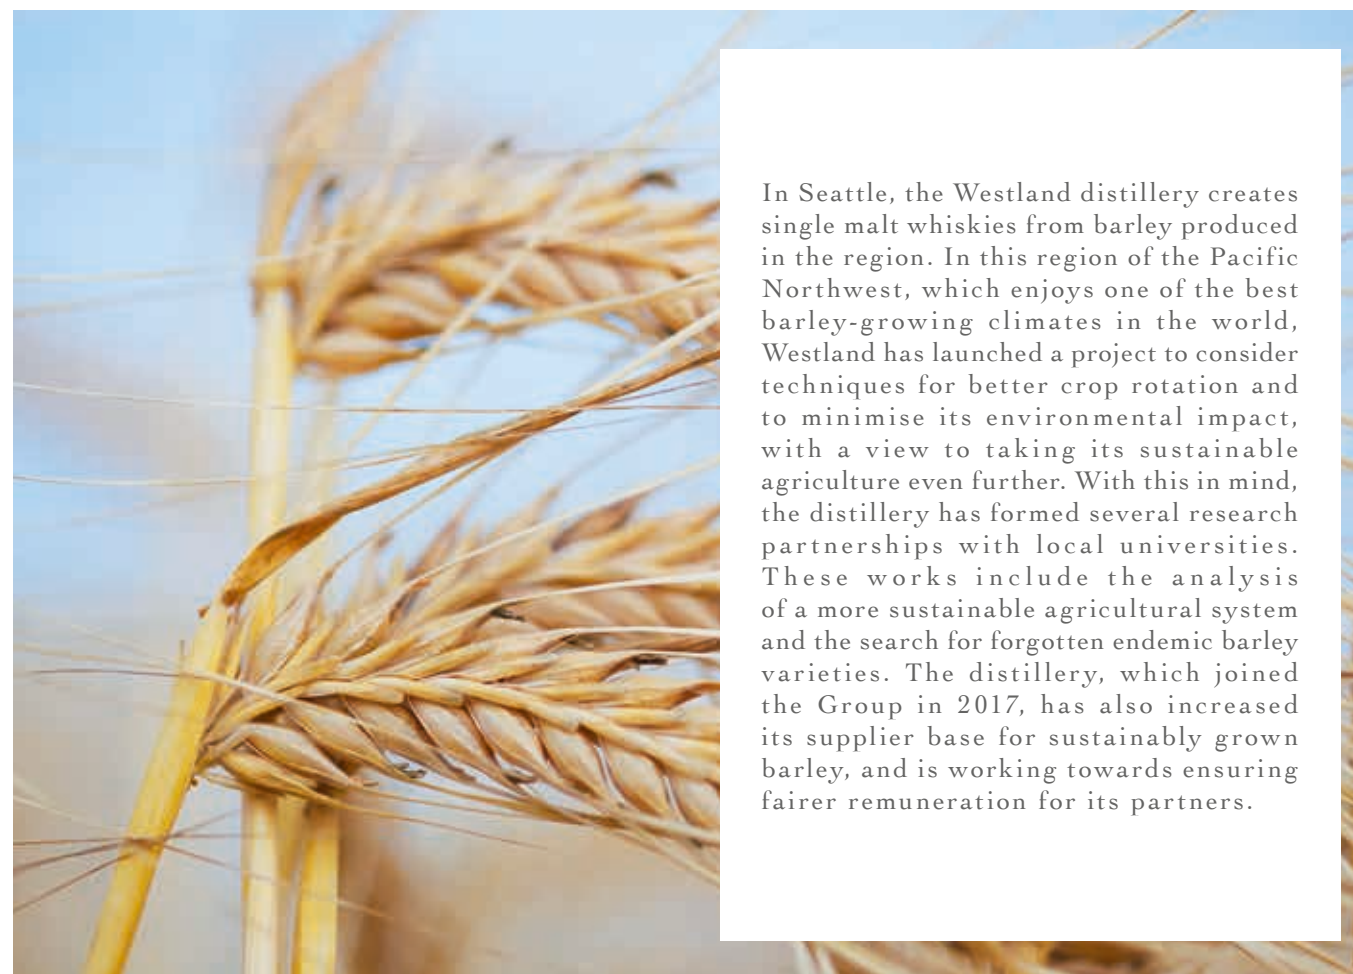 In Seattle, the Westland distillery creates
single malt whiskies from barley produced
in the region. In this region of the Pacific
Northwest, which enjoys one of the best
barley-growing climates in the world,
Westland has launched a project to consider
techniques for better crop rotation and
to minimise its environmental impact,
with a view to taking its sustainable
agriculture even further. With this in mind,
the distillery has formed several research
partnerships with local universities.
These works include the analysis
of a more sustainable agricultural system
and the search for forgotten endemic barley
varieties. The distillery, which joined
the Group in 2017, has also increased
its supplier base for sustainably grown
barley, and is working towards ensuring
fairer remuneration for its partners.